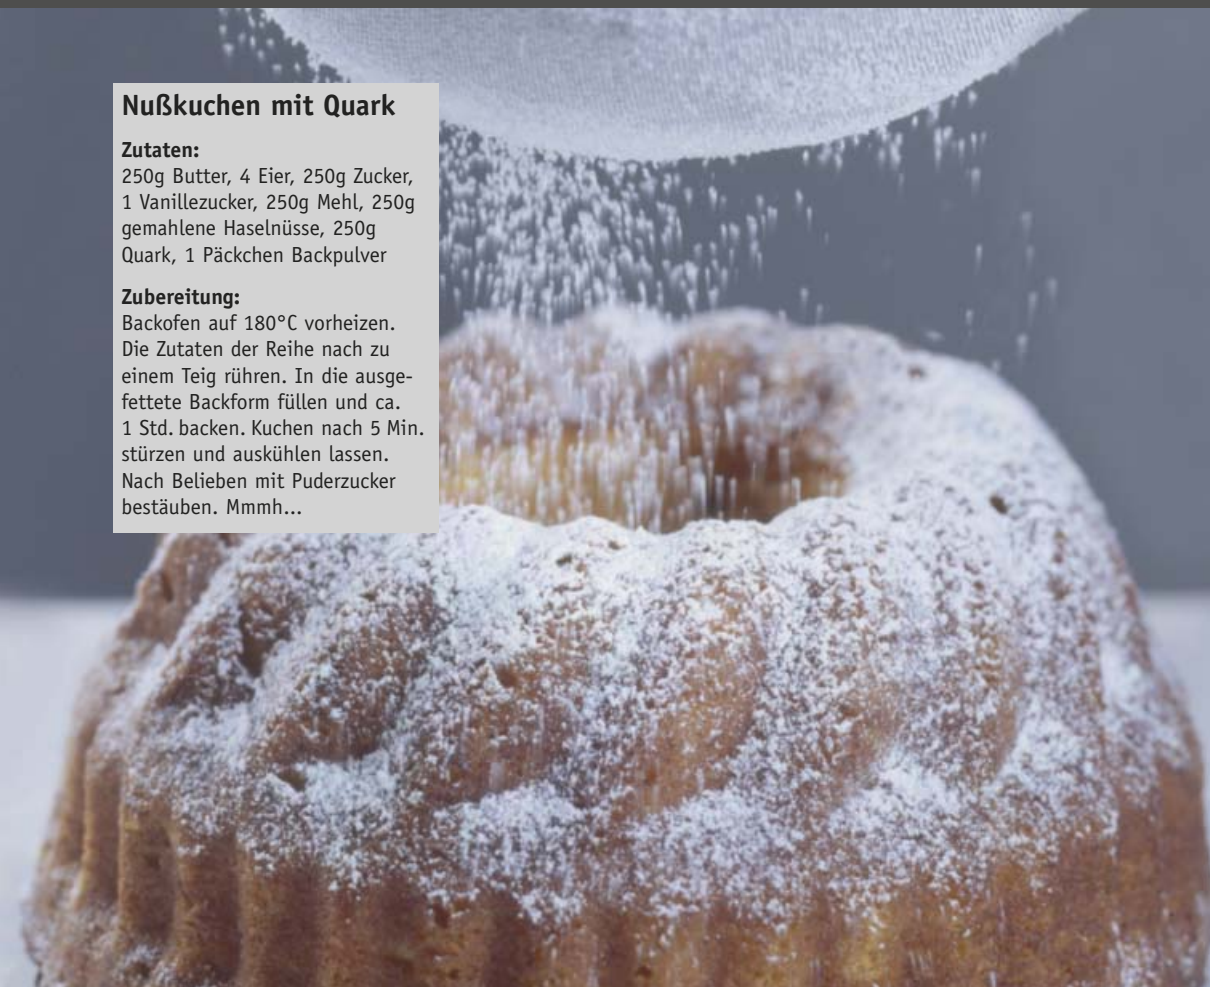 Nußkuchen mit Quark
Zutaten:
250g Butter, 4 Eier, 250g Zucker,
1 Vanillezucker, 250g Mehl, 250g
gemahlene Haselnüsse, 250g
Quark, 1 Päckchen Backpulver
Zubereitung:
Backofen auf 180°C vorheizen.
Die Zutaten der Reihe nach zu
einem Teig rühren. In die ausge-
fettete Backform füllen und ca.
1 Std. backen. Kuchen nach 5 Min.
stürzen und auskühlen lassen.
Nach Belieben mit Puderzucker
bestäuben. Mmmh...